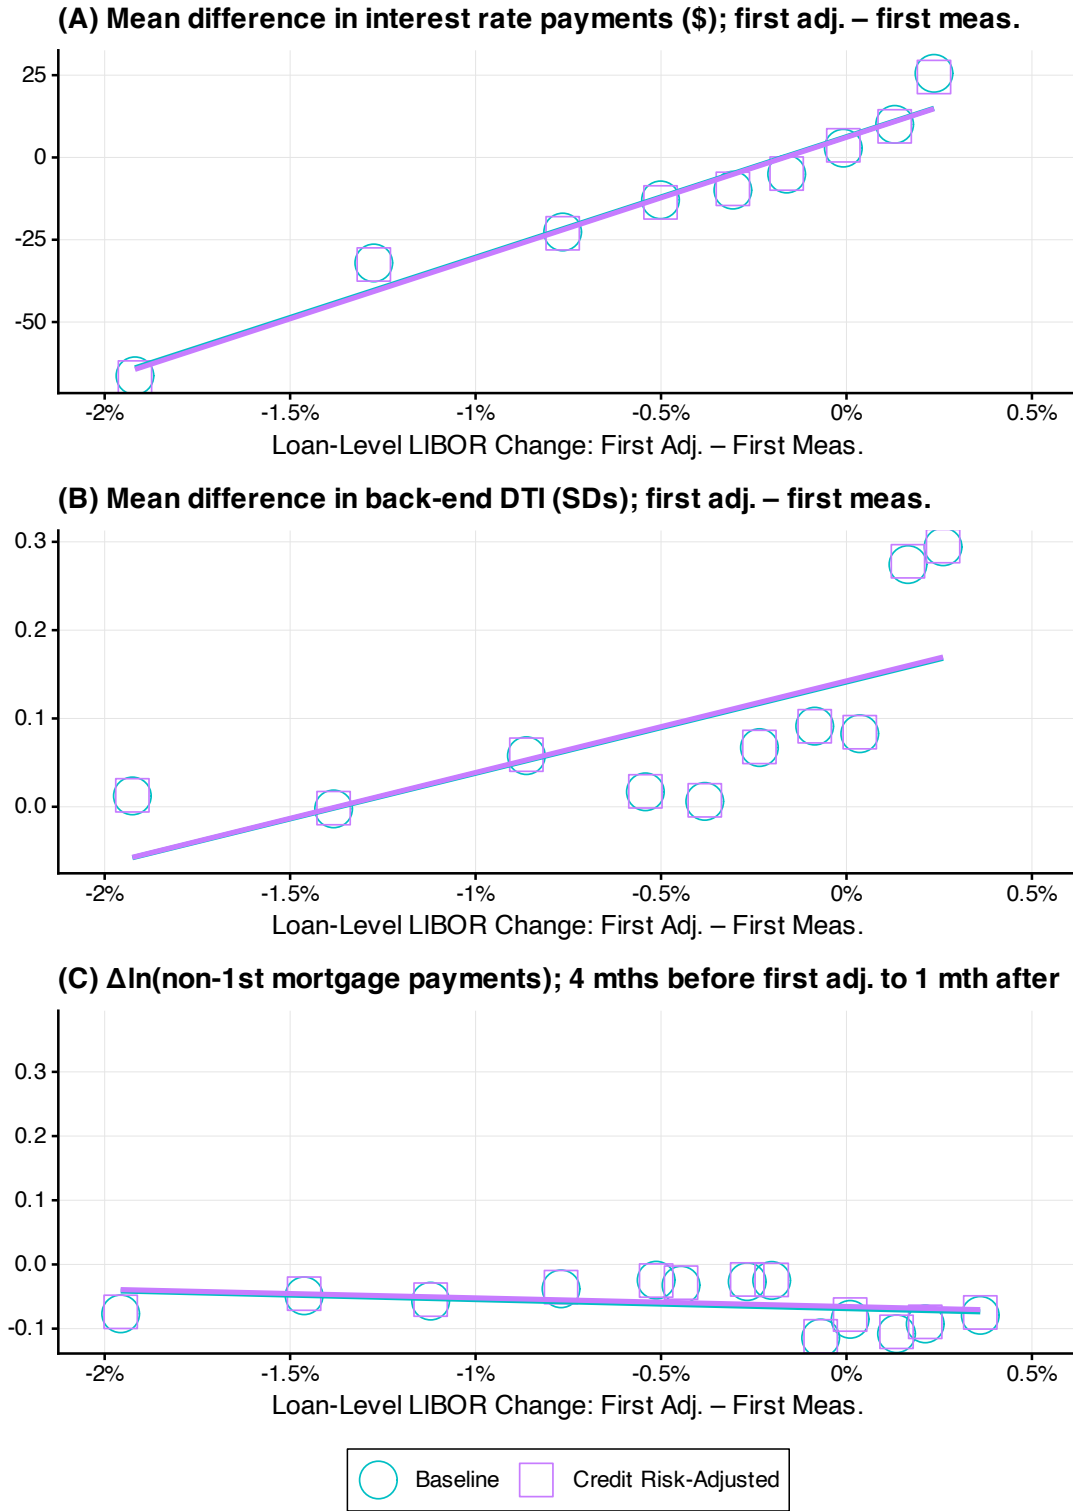 (A) Mean difference in interest rate payments ($); first adj. – first meas.
25
0
-25
-50
-2% -1.5% -1% -0.5% 0% 0.5%
Loan-Level LIBOR Change: First Adj. – First Meas.
(B) Mean difference in back-end DTI (SDs); first adj. – first meas.
0.3
0.2
0.1
0.0
-2% -1.5% -1% -0.5% 0% 0.5%
Loan-Level LIBOR Change: First Adj. – First Meas.
(C) Δln(non-1st mortgage payments); 4 mths before first adj. to 1 mth after
0.3
0.2
0.1
0.0
-0.1
-2% -1.5% -1% -0.5% 0% 0.5%
Loan-Level LIBOR Change: First Adj. – First Meas.
Baseline Credit Risk-Adjusted